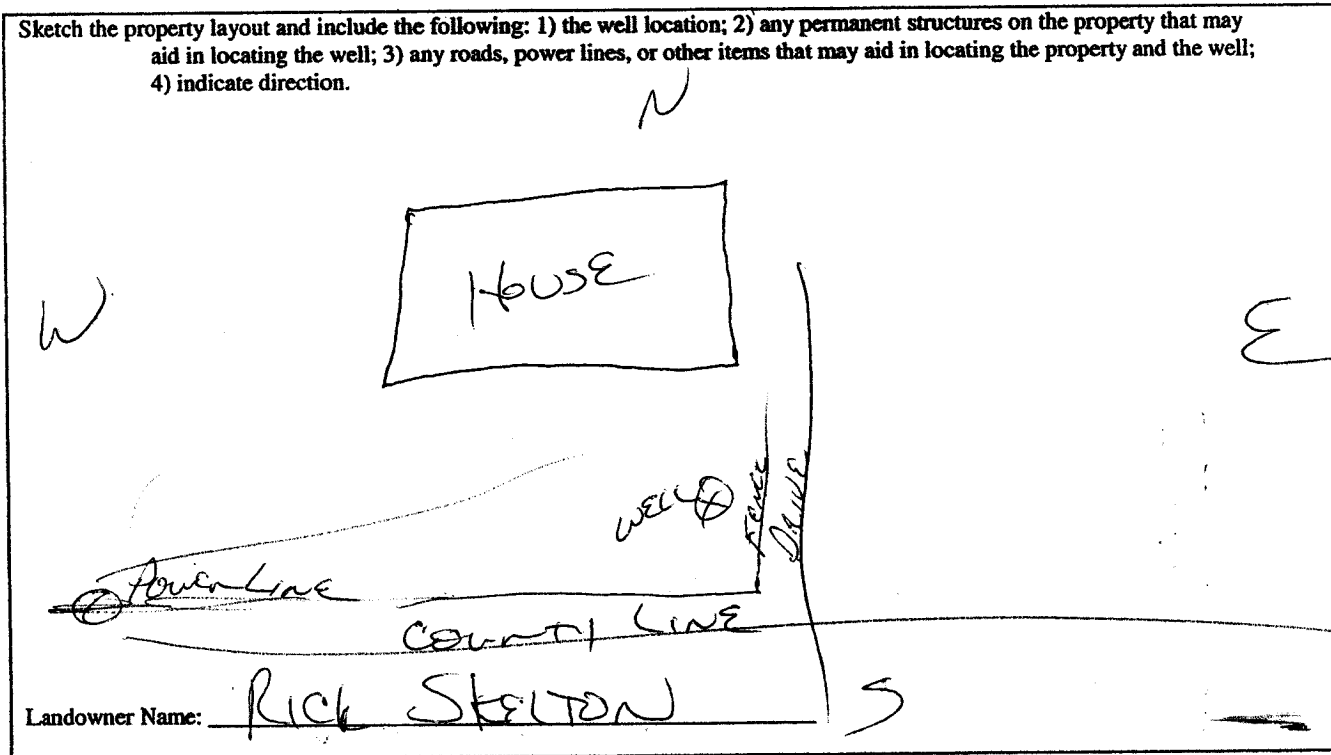 Sketch the property layout and include the following: 1) the well location; 2) any permanent structures on the property that may
aid in locating the well; 3) any roads, power lines, or other items that may aid in locating the property and the well;
4) indicate direction.
N
HOUSE
W
E
WELL
FENCE
DRIVE
Power Line
COUNTY LINE
Landowner Name: RICK SKELTON
S